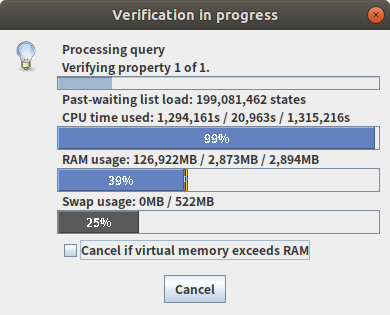 Verification in progress
Processing query
Verifying property 1 of 1.
Past-waiting list load: 199,081,462 states
CPU time used: 1,294,161s / 20,963s / 1,315,216s
99%
RAM usage: 126,922MB / 2,873MB / 2,894MB
39%
Swap usage: 0MB / 522MB
25%
Cancel if virtual memory exceeds RAM
Cancel